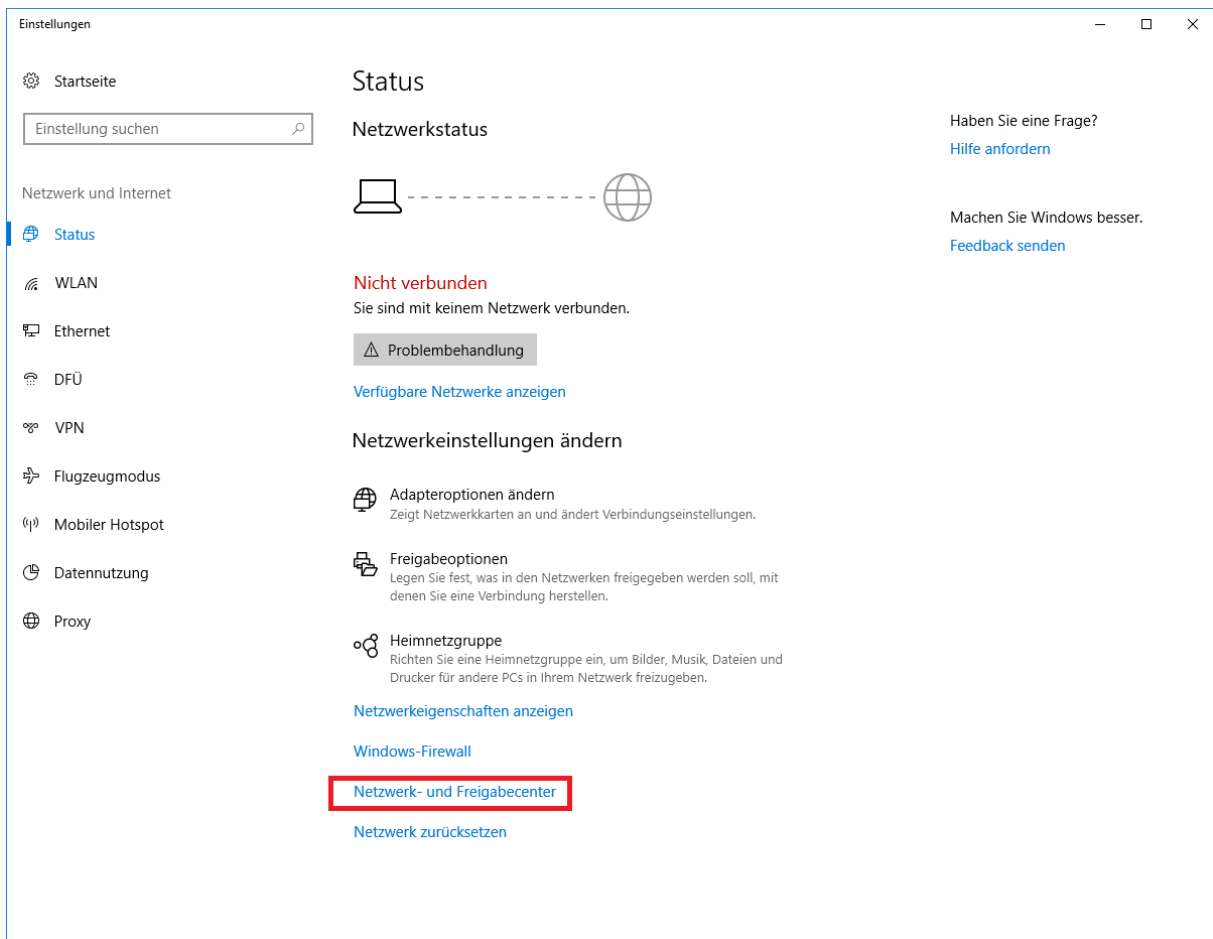 Einstellungen
Startseite
Einstellung suchen
Netzwerk und Internet
Status
WLAN
Ethernet
DFÜ
VPN
Flugzeugmodus
Mobiler Hotspot
Datennutzung
Proxy
Status
Netzwerkstatus
Nicht verbunden
Sie sind mit keinem Netzwerk verbunden.
Problembehandlung
Verfügbare Netzwerke anzeigen
Netzwerkeinstellungen ändern
Adapteroptionen ändern
Zeigt Netzwerkkarten an und ändert Verbindungseinstellungen.
Freigabeoptionen
Legen Sie fest, was in den Netzwerken freigegeben werden soll, mit
denen Sie eine Verbindung herstellen.
Heimnetzgruppe
Richten Sie eine Heimnetzgruppe ein, um Bilder, Musik, Dateien und
Drucker für andere PCs in Ihrem Netzwerk freizugeben.
Netzwerkeigenschaften anzeigen
Windows-Firewall
Netzwerk- und Freigabecenter
Netzwerk zurücksetzen
Haben Sie eine Frage?
Hilfe anfordern
Machen Sie Windows besser.
Feedback senden